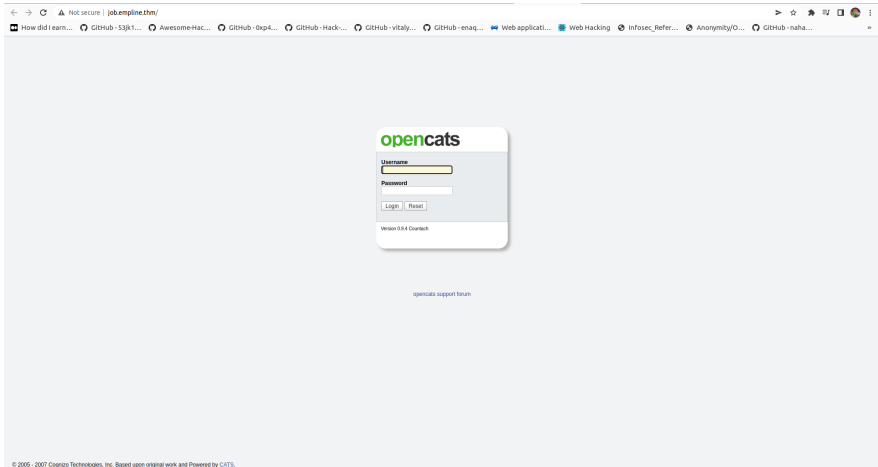 Not secure | job.empline.thm/
How did I earn... GitHub - S3jk1... Awesome-Hac... GitHub - 0xp4... GitHub - Hack-... GitHub - vitaly... GitHub - enaq... Web applicati... Web Hacking Infosec_Refer... Anonymity/O... GitHub - naha... »
opencats
Username
Password
Login Reset
Version 0.9.4 Countach
opencats support forum
© 2005 - 2007 Cognizo Technologies, Inc. Based upon original work and Powered by CATS.